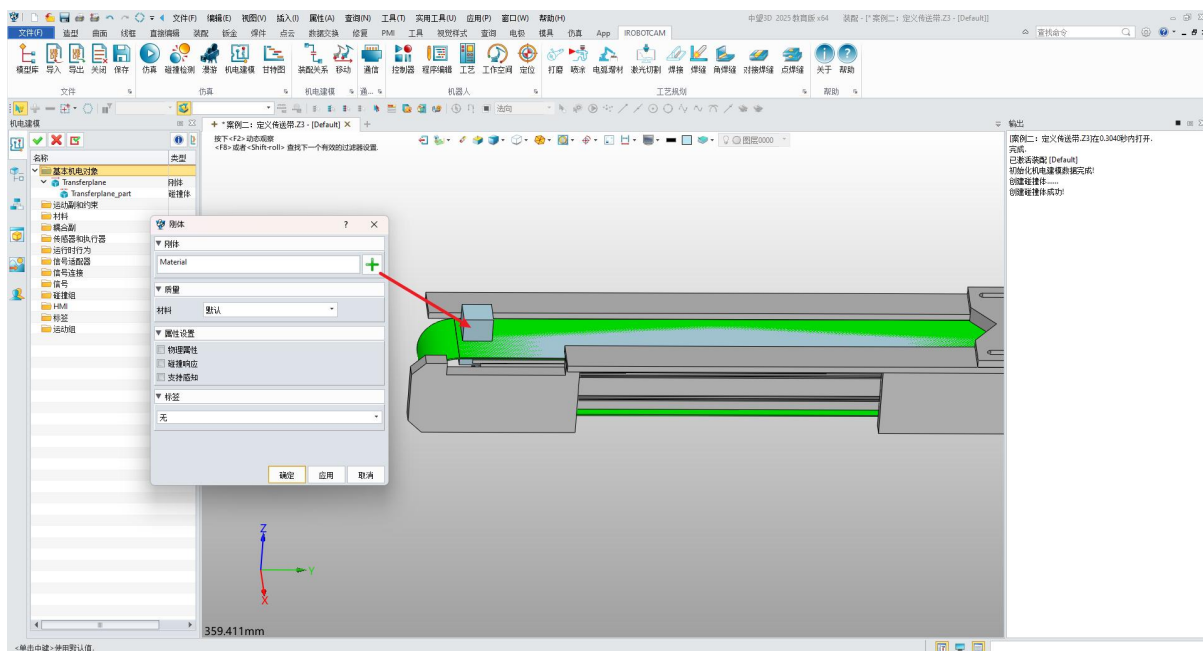 文件(F) 编辑(E) 视图(V) 插入(I) 属性(A) 查询(N) 工具(T) 实用工具(U) 应用(P) 窗口(W) 帮助(H)
中望3D 2025 教育版 x64 装配 - [* 案例二：定义传送带.Z3 - [Default]]
文件(F) 造型 曲面 线框 直接编辑 装配 钣金 焊件 点云 数据交换 修复 PMI 工具 视觉样式 查询 电极 模具 仿真 App IROBOTCAM
查找命令
模型库 导入 导出 关闭 保存 仿真 碰撞检测 漫游 机电建模 甘特图 装配关系 移动 通信 控制器 程序编辑 工艺 工作空间 定位 打磨 喷涂 电弧增材 激光切割 焊接 焊缝 角焊缝 对接焊缝 点焊缝 关于 帮助
文件 仿真 机电建模 通... 机器人 工艺规划 帮助
法向
机电建模
+ * 案例二：定义传送带.Z3 - [Default] × +
输出
按下<F2>动态观察
<F8>或者<Shift-roll> 查找下一个有效的过滤器设置.
图层0000
[案例二：定义传送带.Z3]在0.3040秒内打开.
完成.
已激活装配 [Default]
初始化机电建模数据完成!
创建碰撞体......
创建碰撞体成功!
名称 类型
基本机电对象
Transferplane 刚体
Transferplane_part 碰撞体
运动副和约束
材料
耦合副
传感器和执行器
运行时行为
信号适配器
信号连接
信号
碰撞组
HMI
标签
运动组
刚体 ? ×
刚体
Material
质量
材料 默认
属性设置
物理属性
碰撞响应
支持感知
标签
无
确定 应用 取消
Z
Y
X
359.411mm
<单击中键>使用默认值.